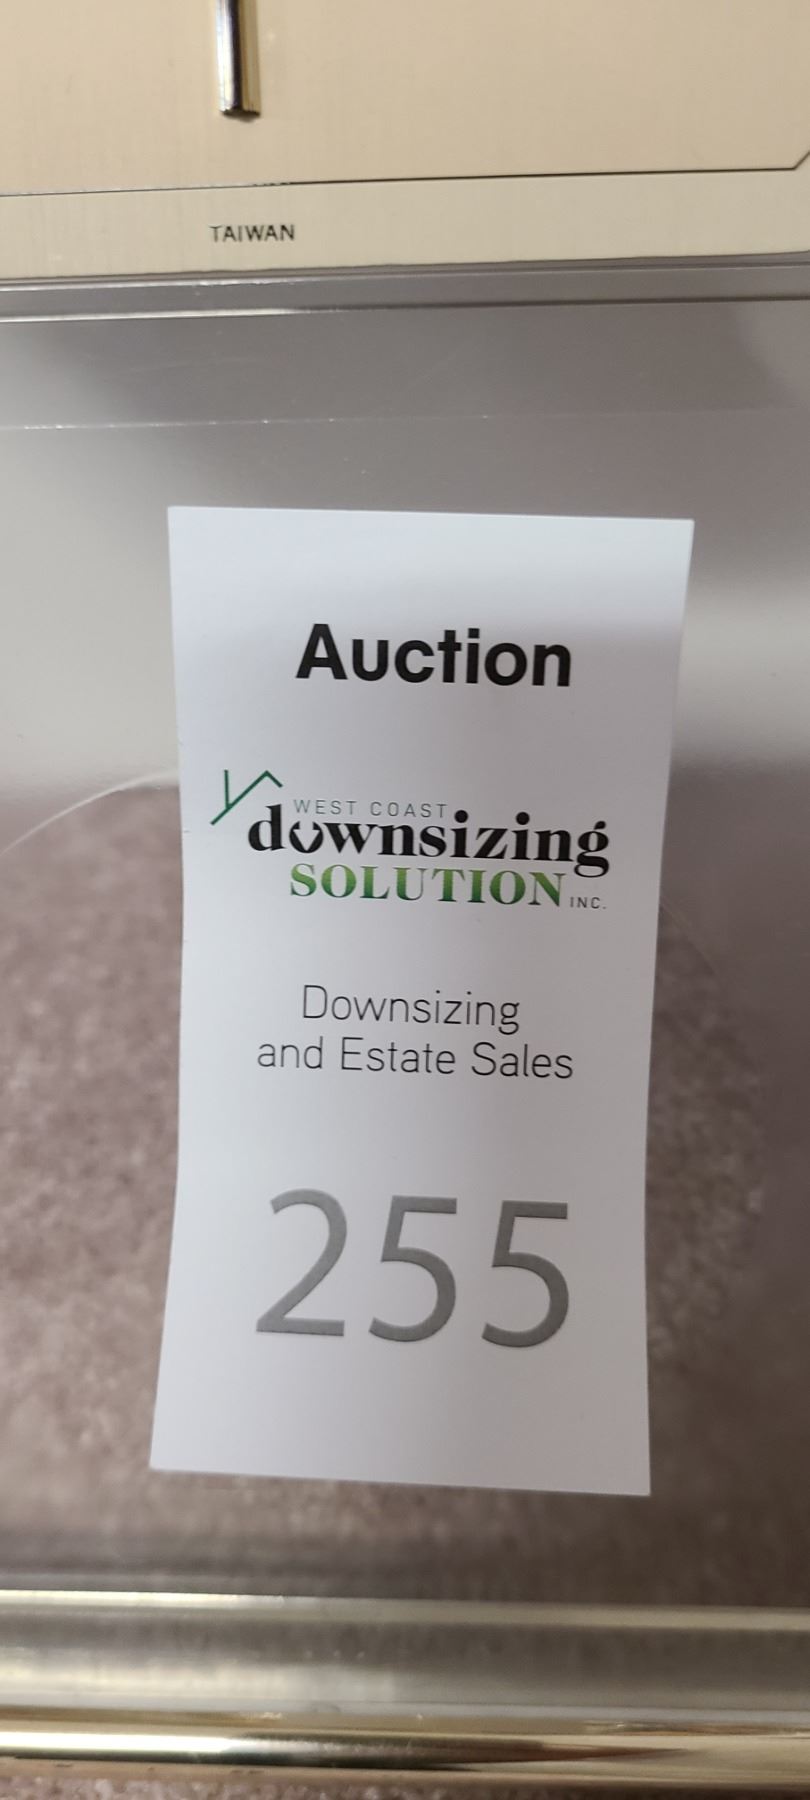 TAIWAN
Auction
WEST COAST
downsizing
SOLUTION INC.
Downsizing
and Estate Sales
255